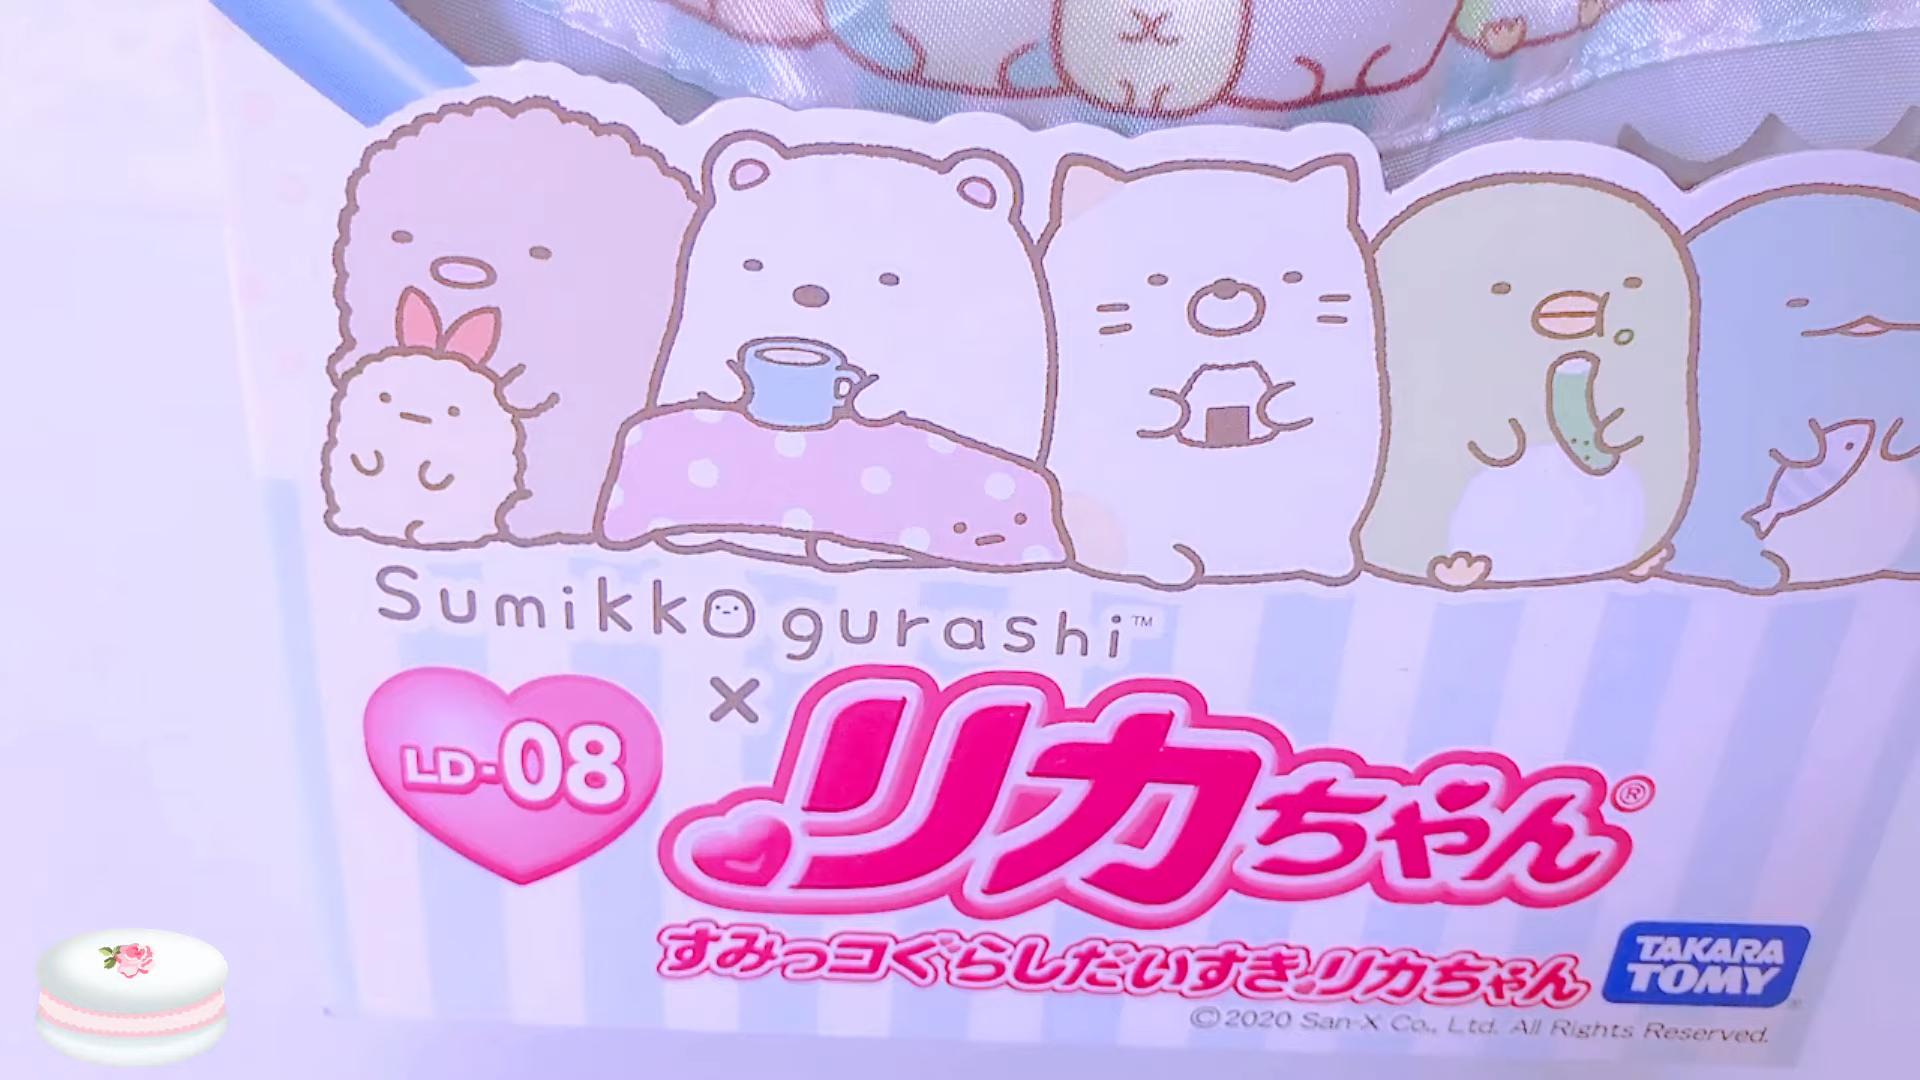 Sumikkogurashi™
×
LD-08
リカちゃん®
すみっコぐらしだいすき♥リカちゃん
TAKARA
TOMY
©2020 San-X Co., Ltd. All Rights Reserved.